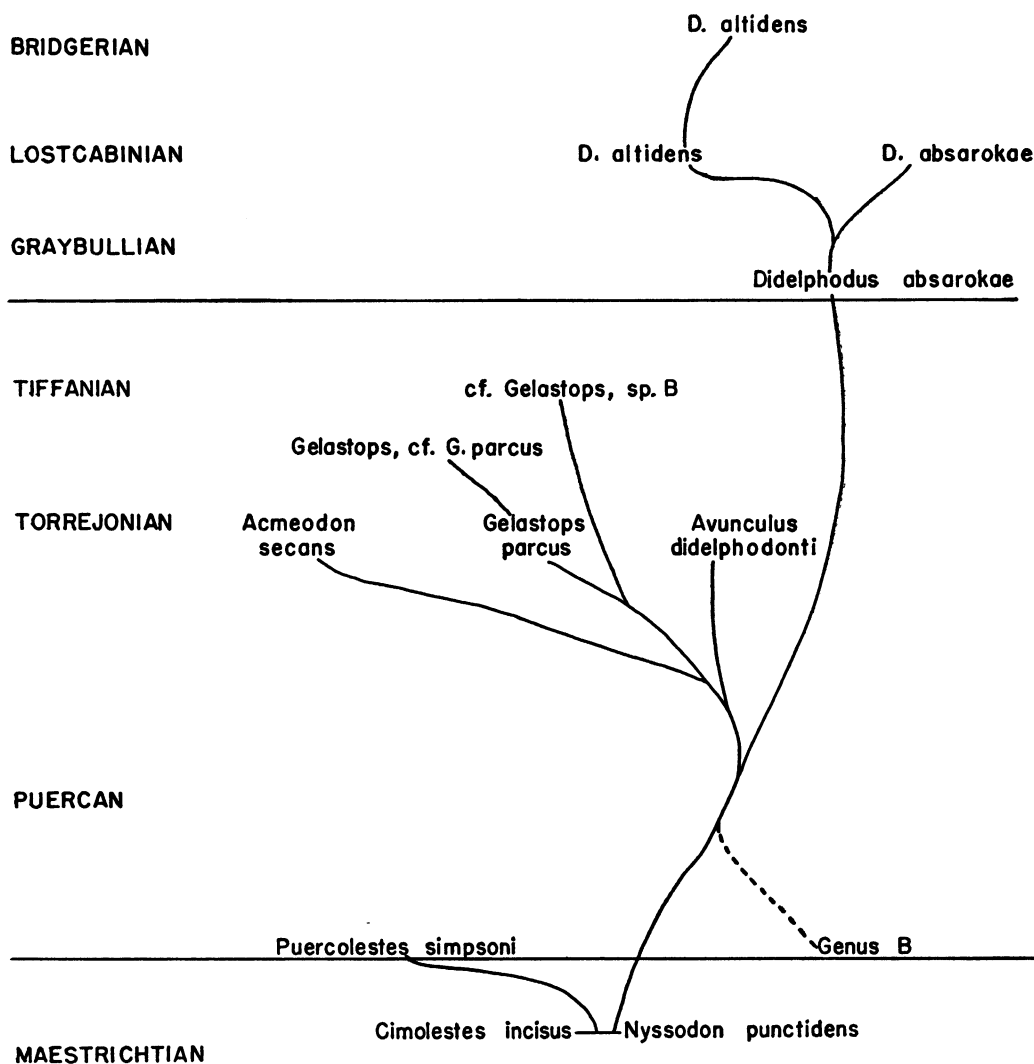 D. altidens
BRIDGERIAN
LOSTCABINIAN
D. altidens
D. absarokae
GRAYBULLIAN
Didelphodus absarokae
TIFFANIAN
cf. Gelastops, sp. B
Gelastops, cf. G. parcus
TORREJONIAN
Acmeodon
secans
Gelastops
parcus
Avunculus
didelphodonti
PUERCAN
Puercolestes simpsoni
Genus B
Cimolestes incisus
Nyssodon punctidens
MAESTRICHTIAN